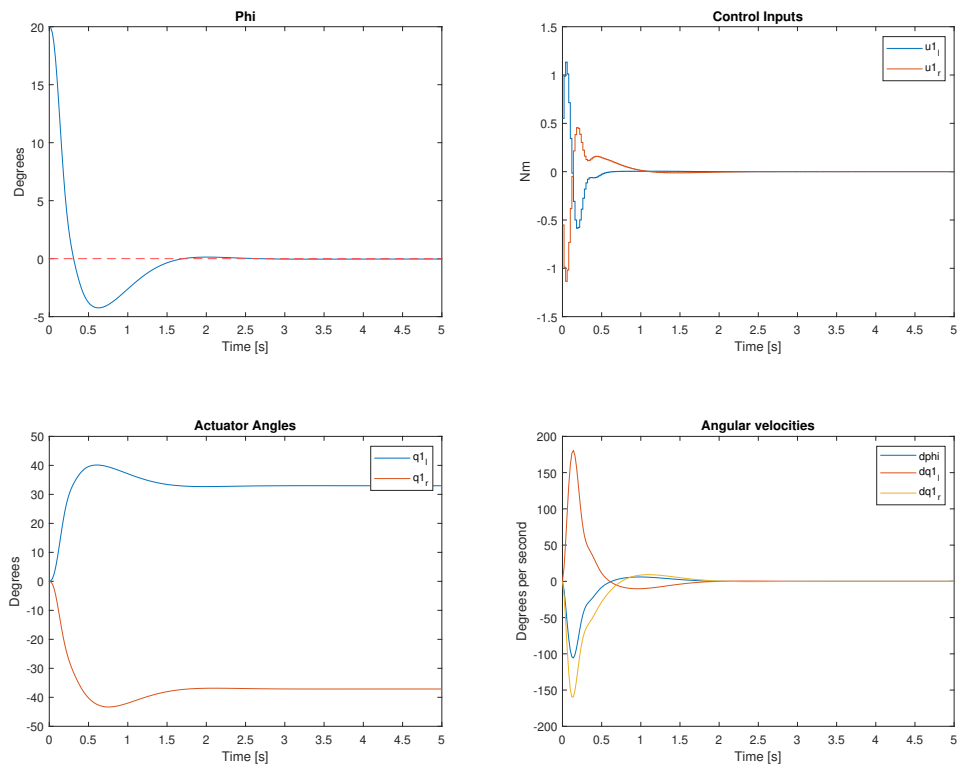 Phi
20
15
10
5
0
-5
Degrees
0 0.5 1 1.5 2 2.5 3 3.5 4 4.5 5
Time [s]
Control Inputs
1.5
1
0.5
0
-0.5
-1
-1.5
Nm
u1_l
u1_r
0 0.5 1 1.5 2 2.5 3 3.5 4 4.5 5
Time [s]
Actuator Angles
50
40
30
20
10
0
-10
-20
-30
-40
-50
Degrees
q1_l
q1_r
0 0.5 1 1.5 2 2.5 3 3.5 4 4.5 5
Time [s]
Angular velocities
200
150
100
50
0
-50
-100
-150
-200
Degrees per second
dphi
dq1_l
dq1_r
0 0.5 1 1.5 2 2.5 3 3.5 4 4.5 5
Time [s]